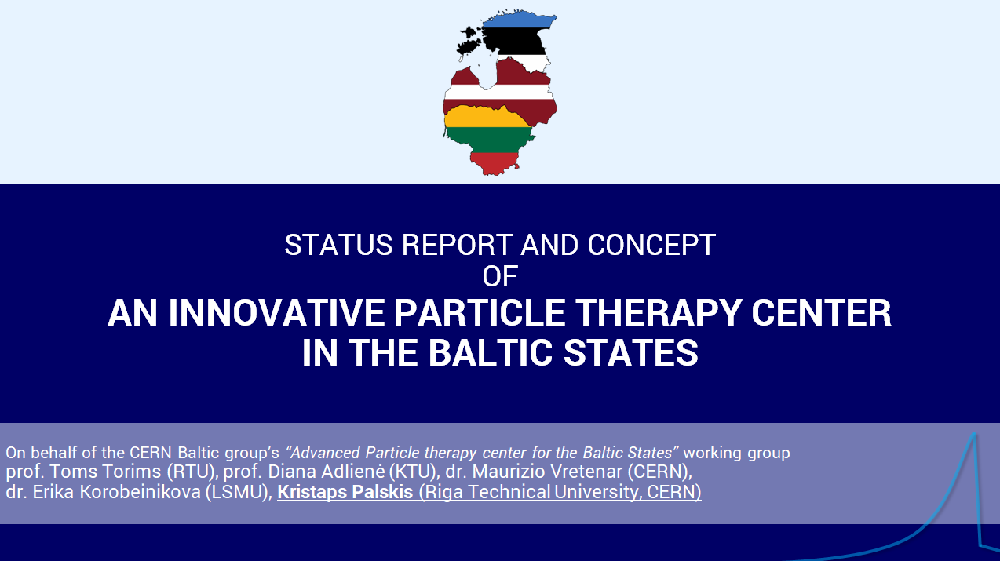 STATUS REPORT AND CONCEPT
OF
AN INNOVATIVE PARTICLE THERAPY CENTER
IN THE BALTIC STATES
On behalf of the CERN Baltic group's “Advanced Particle therapy center for the Baltic States” working group
prof. Toms Torims (RTU), prof. Diana Adlienė (KTU), dr. Maurizio Vretenar (CERN),
dr. Erika Korobeinikova (LSMU), Kristaps Palskis (Riga Technical University, CERN)